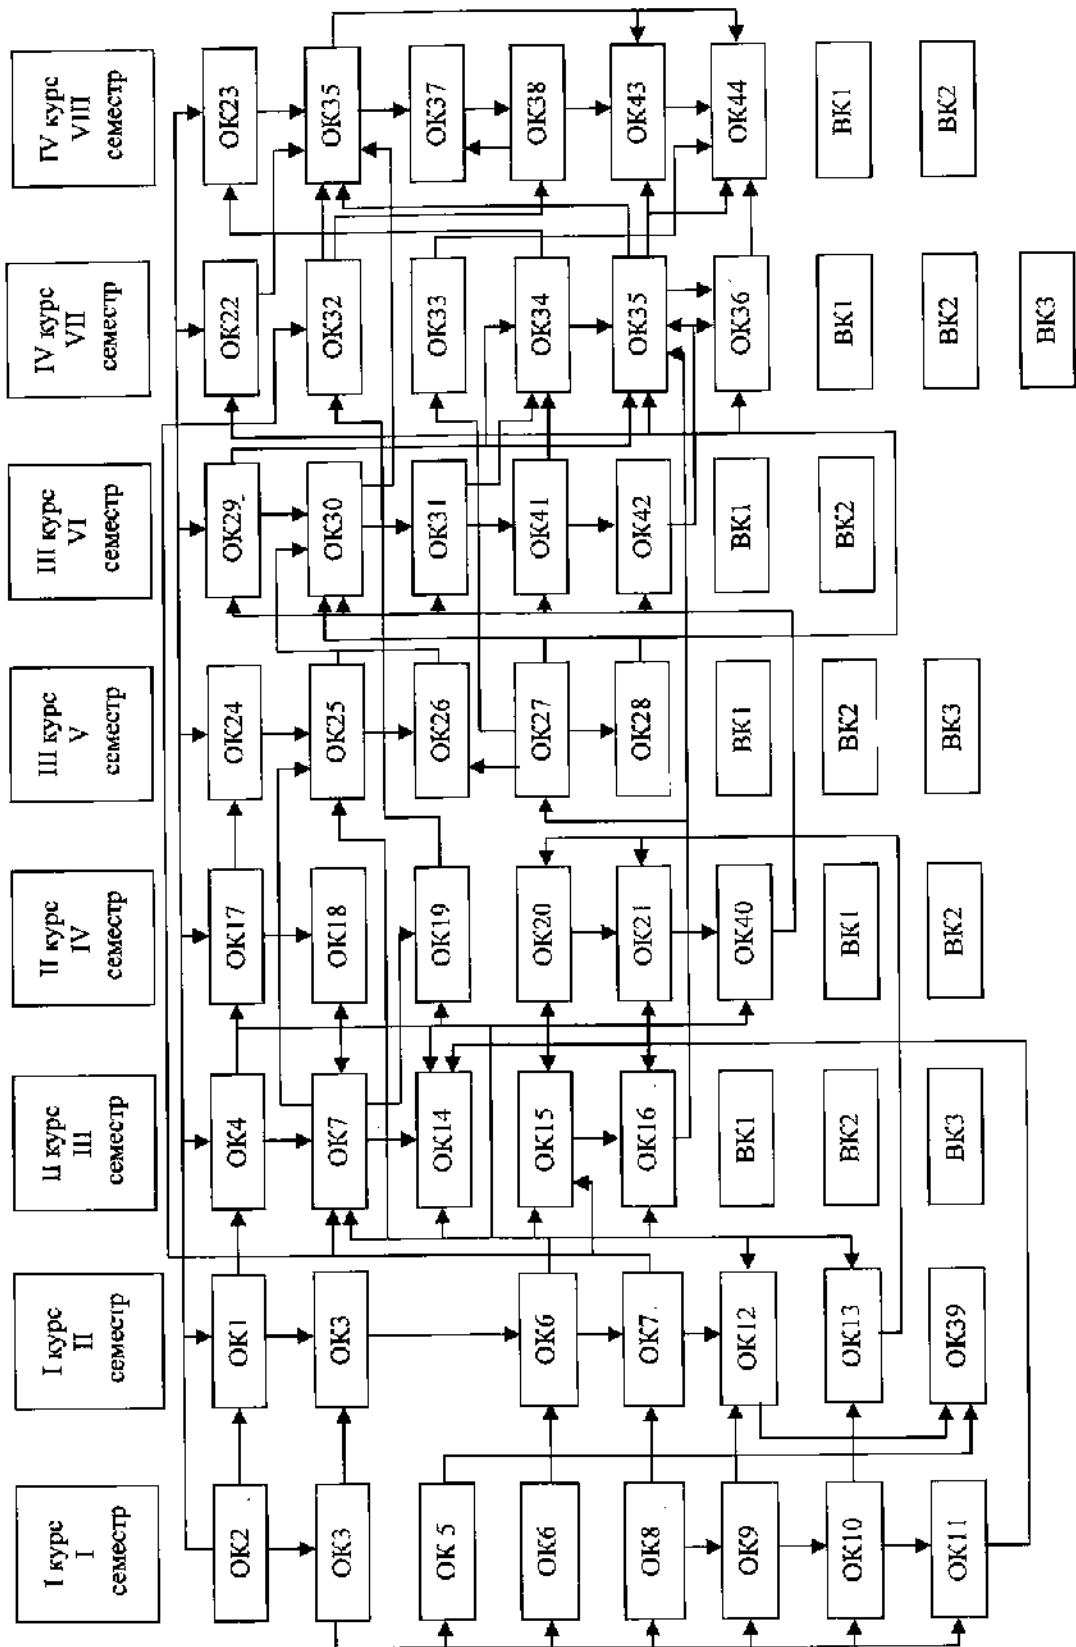 I курс
I
семестр
ОК2
ОК3
ОК 5
ОК6
ОК8
ОК9
ОК10
ОК11
I курс
II
семестр
ОК1
ОК3
ОК6
ОК7
ОК12
ОК13
ОК39
II курс
III
семестр
ОК4
ОК7
ОК14
ОК15
ОК16
ВК1
ВК2
ВК3
II курс
IV
семестр
ОК17
ОК18
ОК19
ОК20
ОК21
ОК40
ВК1
ВК2
III курс
V
семестр
ОК24
ОК25
ОК26
ОК27
ОК28
ВК1
ВК2
ВК3
III курс
VI
семестр
ОК29
ОК30
ОК31
ОК41
ОК42
ВК1
ВК2
IV курс
VII
семестр
ОК22
ОК32
ОК33
ОК34
ОК35
ОК36
ВК1
ВК2
ВК3
IV курс
VIII
семестр
ОК23
ОК35
ОК37
ОК38
ОК43
ОК44
ВК1
ВК2